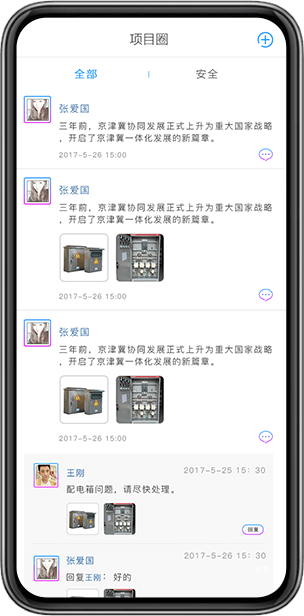 项目圈
全部
安全
张爱国
三年前，京津冀协同发展正式上升为重大国家战略
，开启了京津冀一体化发展的新篇章。
2017-5-26 15:00
张爱国
三年前，京津冀协同发展正式上升为重大国家战略
，开启了京津冀一体化发展的新篇章。
2017-5-26 15:00
张爱国
三年前，京津冀协同发展正式上升为重大国家战略
，开启了京津冀一体化发展的新篇章。
2017-5-26 15:00
王刚
2017-5-25 15：30
配电箱问题，请尽快处理。
回复
张爱国
2017-5-26 15：30
回复王刚： 好的